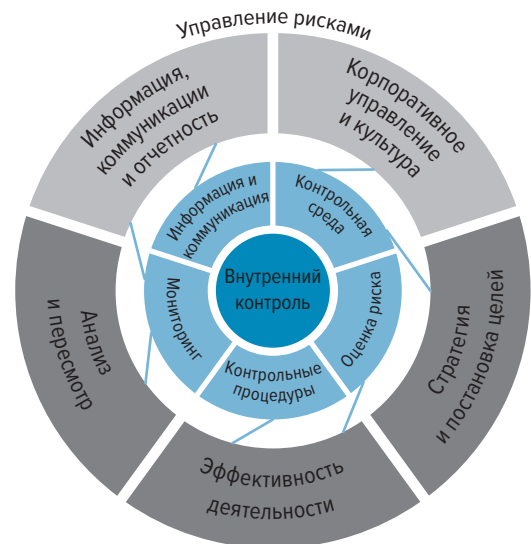 Управление рисками
Информация,
коммуникации
и отчетность
Корпоративное
управление
и культура
Информация и
коммуникация
Контрольная
среда
Внутренний
контроль
Мониторинг
Оценка риска
Контрольные
процедуры
Анализ
и пересмотр
Стратегия
и постановка целей
Эффективность
деятельности